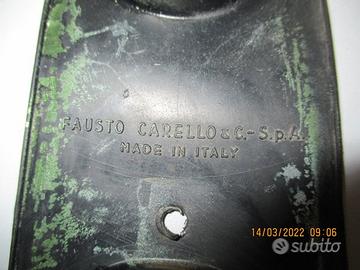 FAUSTO CARELLO & C.-S.p.A.
MADE IN ITALY
14/03/2022 09:06
subito